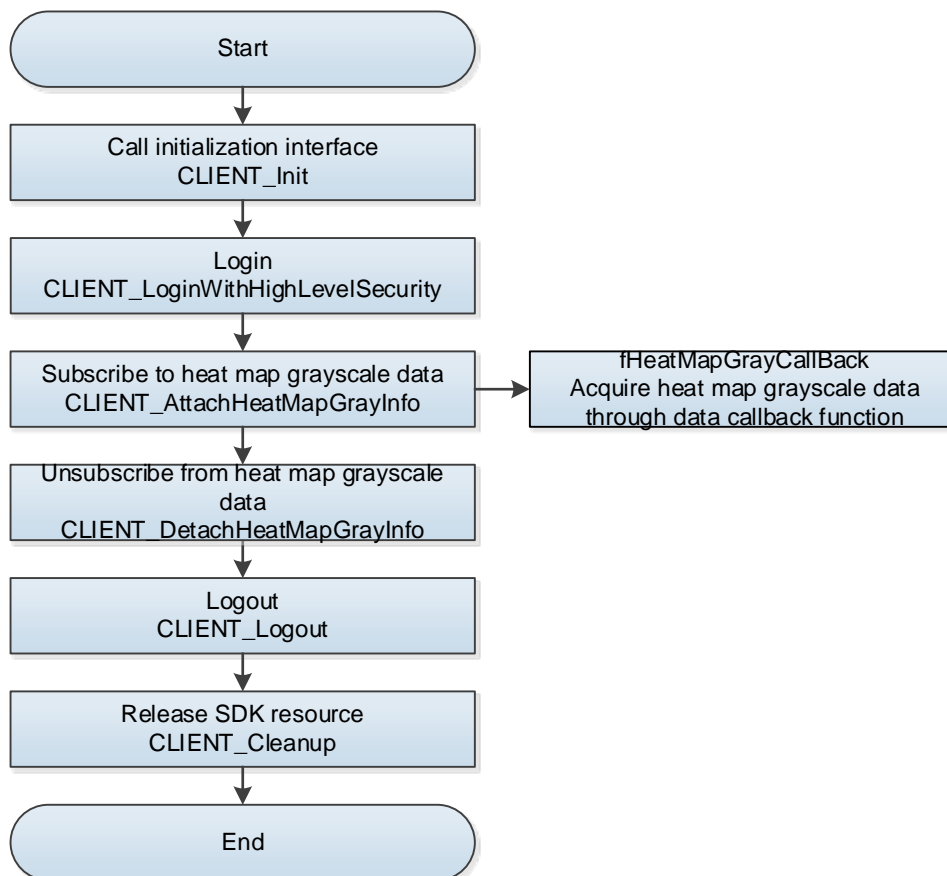 Start
Call initialization interface
CLIENT_Init
Login
CLIENT_LoginWithHighLevelSecurity
Subscribe to heat map grayscale data
CLIENT_AttachHeatMapGrayInfo
fHeatMapGrayCallBack
Acquire heat map grayscale data
through data callback function
Unsubscribe from heat map grayscale
data
CLIENT_DetachHeatMapGrayInfo
Logout
CLIENT_Logout
Release SDK resource
CLIENT_Cleanup
End